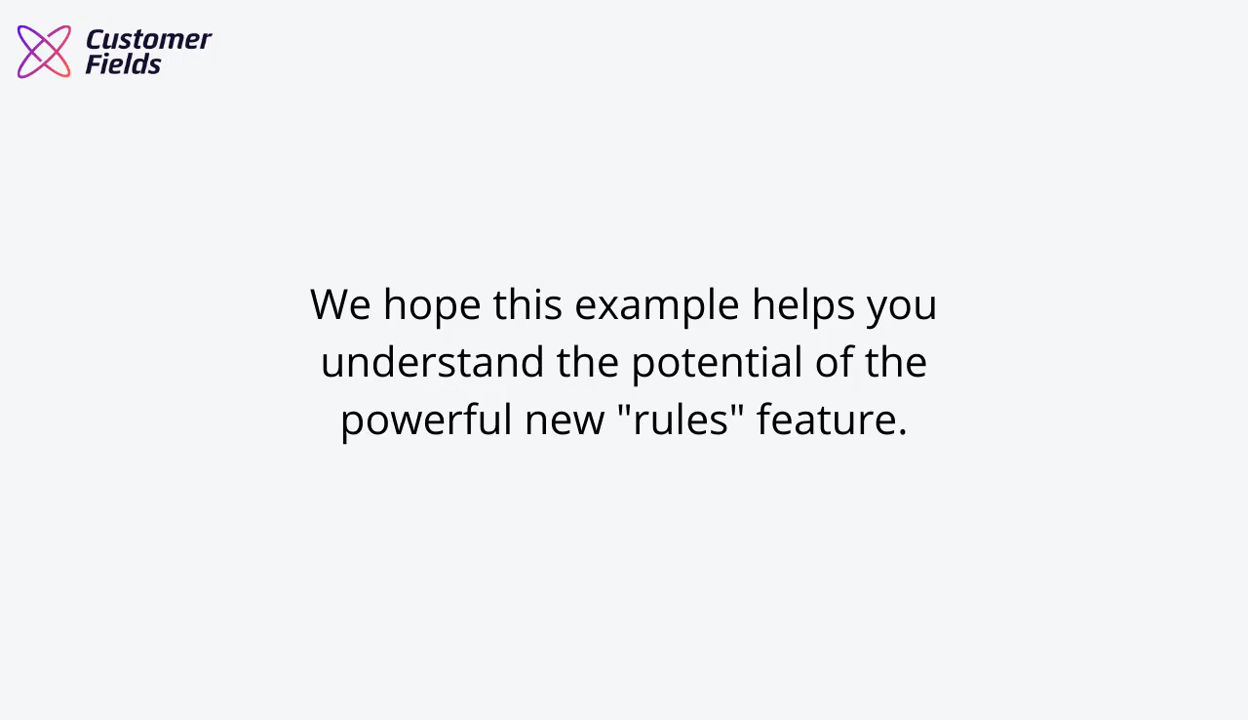 Customer
Fields
We hope this example helps you
understand the potential of the
powerful new "rules" feature.